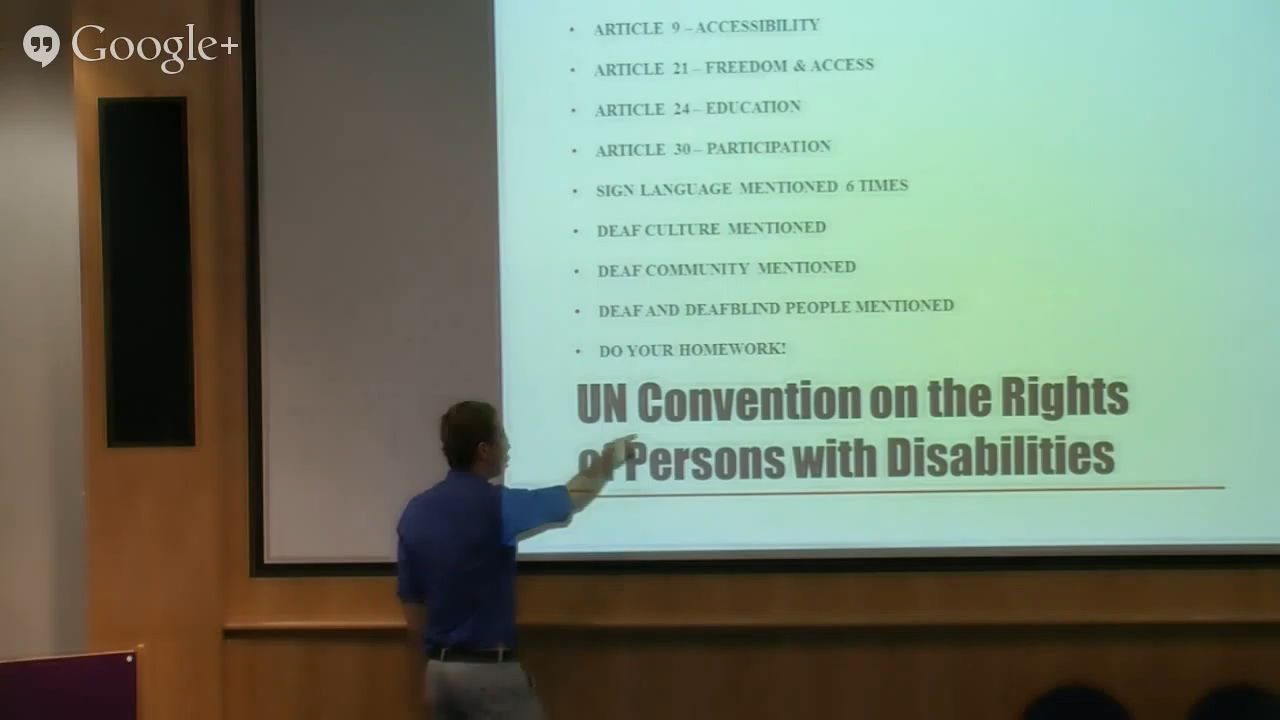 Google+
• ARTICLE 9 – ACCESSIBILITY
• ARTICLE 21 – FREEDOM & ACCESS
• ARTICLE 24 – EDUCATION
• ARTICLE 30 – PARTICIPATION
• SIGN LANGUAGE MENTIONED 6 TIMES
• DEAF CULTURE MENTIONED
• DEAF COMMUNITY MENTIONED
• DEAF AND DEAFBLIND PEOPLE MENTIONED
• DO YOUR HOMEWORK!
UN Convention on the Rights
of Persons with Disabilities